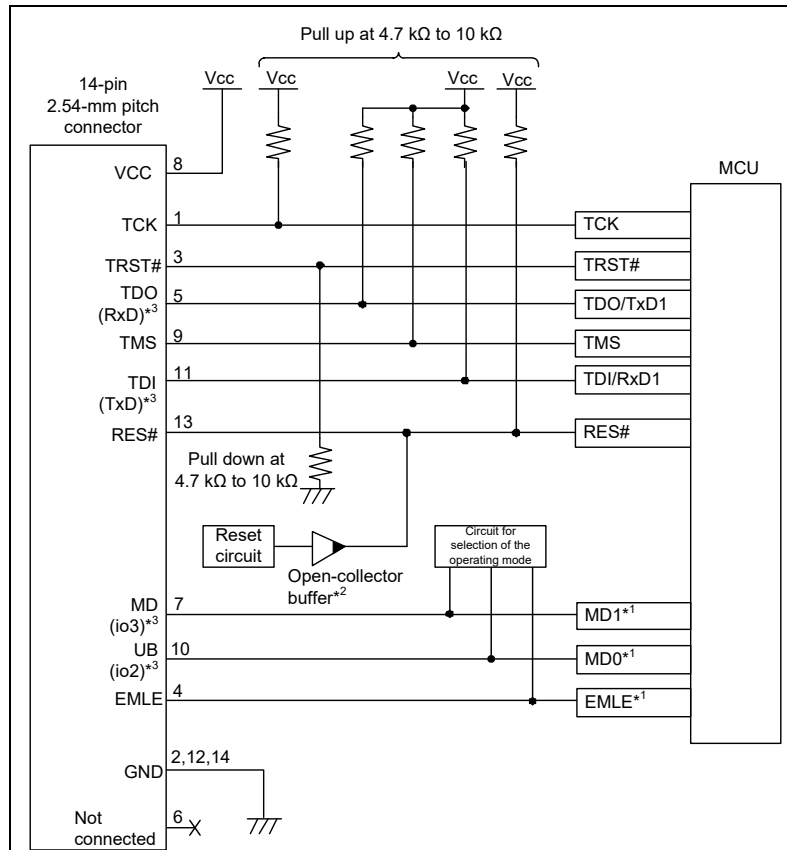 Pull up at 4.7 kΩ to 10 kΩ
Vcc Vcc Vcc Vcc
14-pin
2.54-mm pitch
connector
MCU
VCC 8
TCK 1 TCK
TRST# 3 TRST#
TDO
(RxD)*3 5 TDO/TxD1
TMS 9 TMS
TDI
(TxD)*3 11 TDI/RxD1
RES# 13 RES#
Pull down at
4.7 kΩ to 10 kΩ
Reset
circuit
Open-collector
buffer*2
Circuit for
selection of the
operating mode
MD
(io3)*3 7 MD1*1
UB
(io2)*3 10 MD0*1
EMLE 4 EMLE*1
GND 2,12,14
Not
connected 6